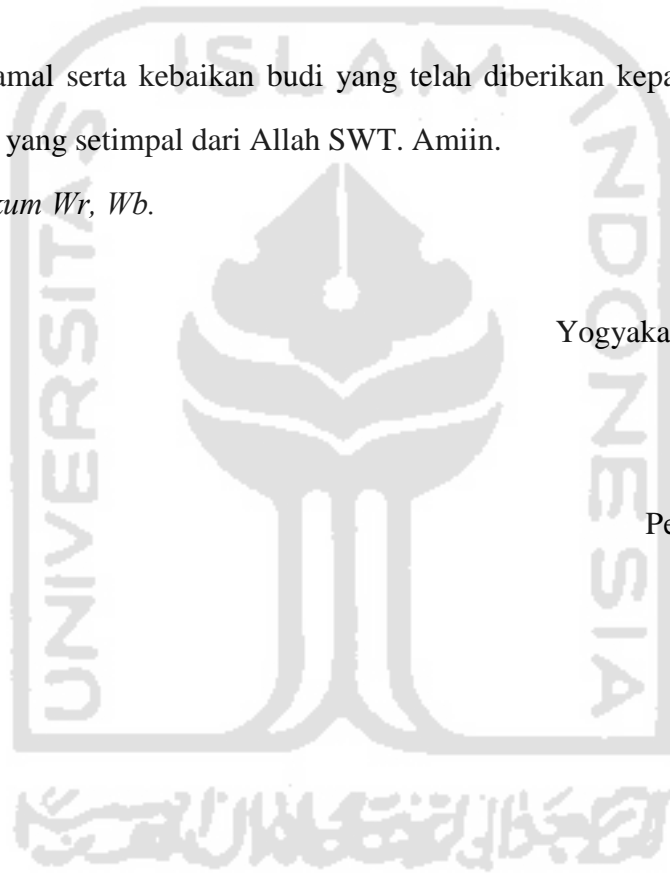 ISLAM
UNIVERSITAS
INDONESIA
amal serta kebaikan budi yang telah diberikan kepa
yang setimpal dari Allah SWT. Amiin.
kum Wr, Wb.
Yogyaka
Pe